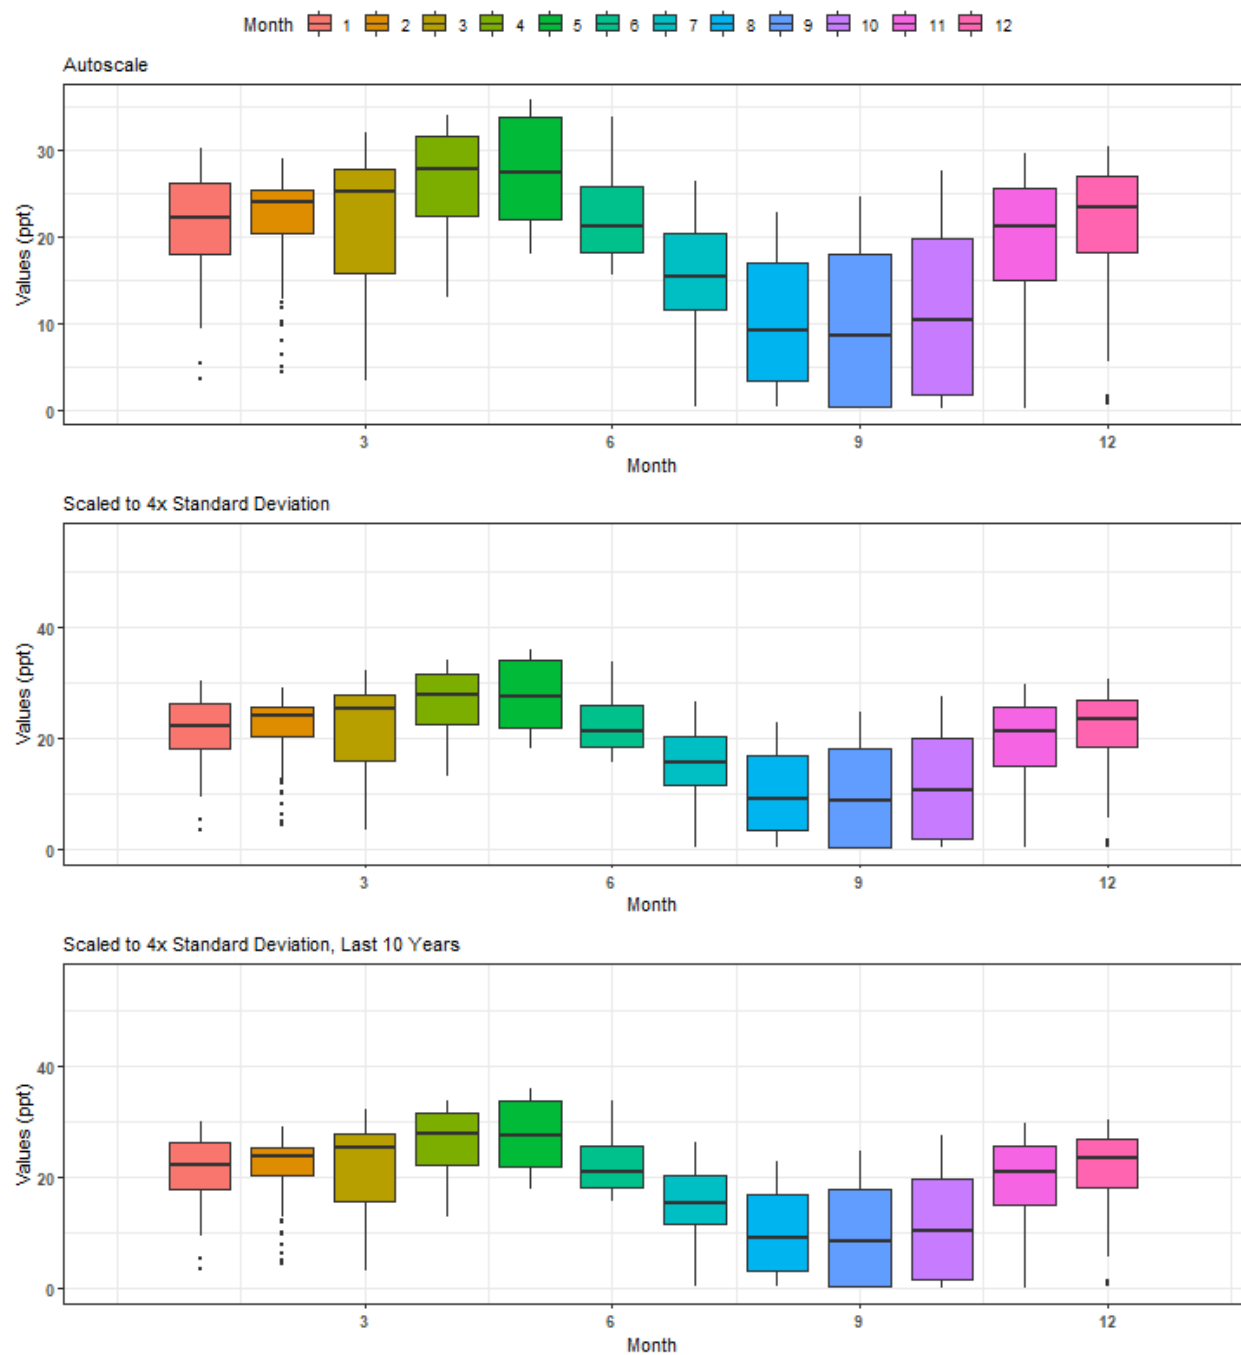 Month 1 2 3 4 5 6 7 8 9 10 11 12
Autoscale
Values (ppt)
30
20
10
0
3 6 9 12
Month
Scaled to 4x Standard Deviation
Values (ppt)
40
20
0
3 6 9 12
Month
Scaled to 4x Standard Deviation, Last 10 Years
Values (ppt)
40
20
0
3 6 9 12
Month